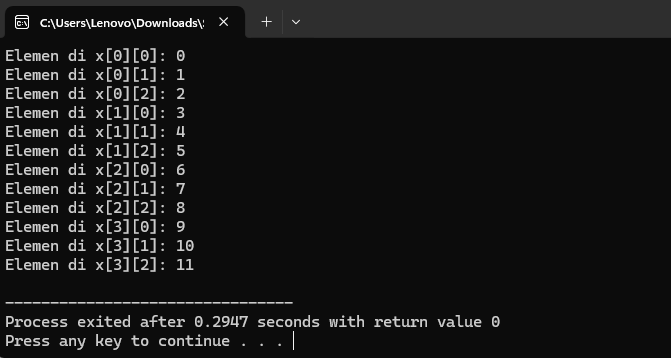 C:\Users\Lenovo\Downloads\
Elemen di x[0][0]: 0
Elemen di x[0][1]: 1
Elemen di x[0][2]: 2
Elemen di x[1][0]: 3
Elemen di x[1][1]: 4
Elemen di x[1][2]: 5
Elemen di x[2][0]: 6
Elemen di x[2][1]: 7
Elemen di x[2][2]: 8
Elemen di x[3][0]: 9
Elemen di x[3][1]: 10
Elemen di x[3][2]: 11
--------------------------------
Process exited after 0.2947 seconds with return value 0
Press any key to continue . . .